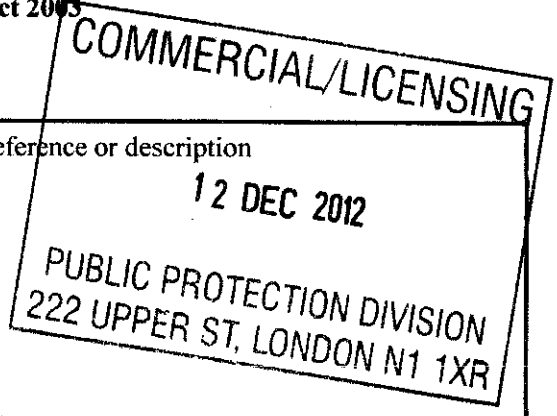 ct 2003
COMMERCIAL/LICENSING
eference or description
12 DEC 2012
PUBLIC PROTECTION DIVISION
222 UPPER ST, LONDON N1 1XR